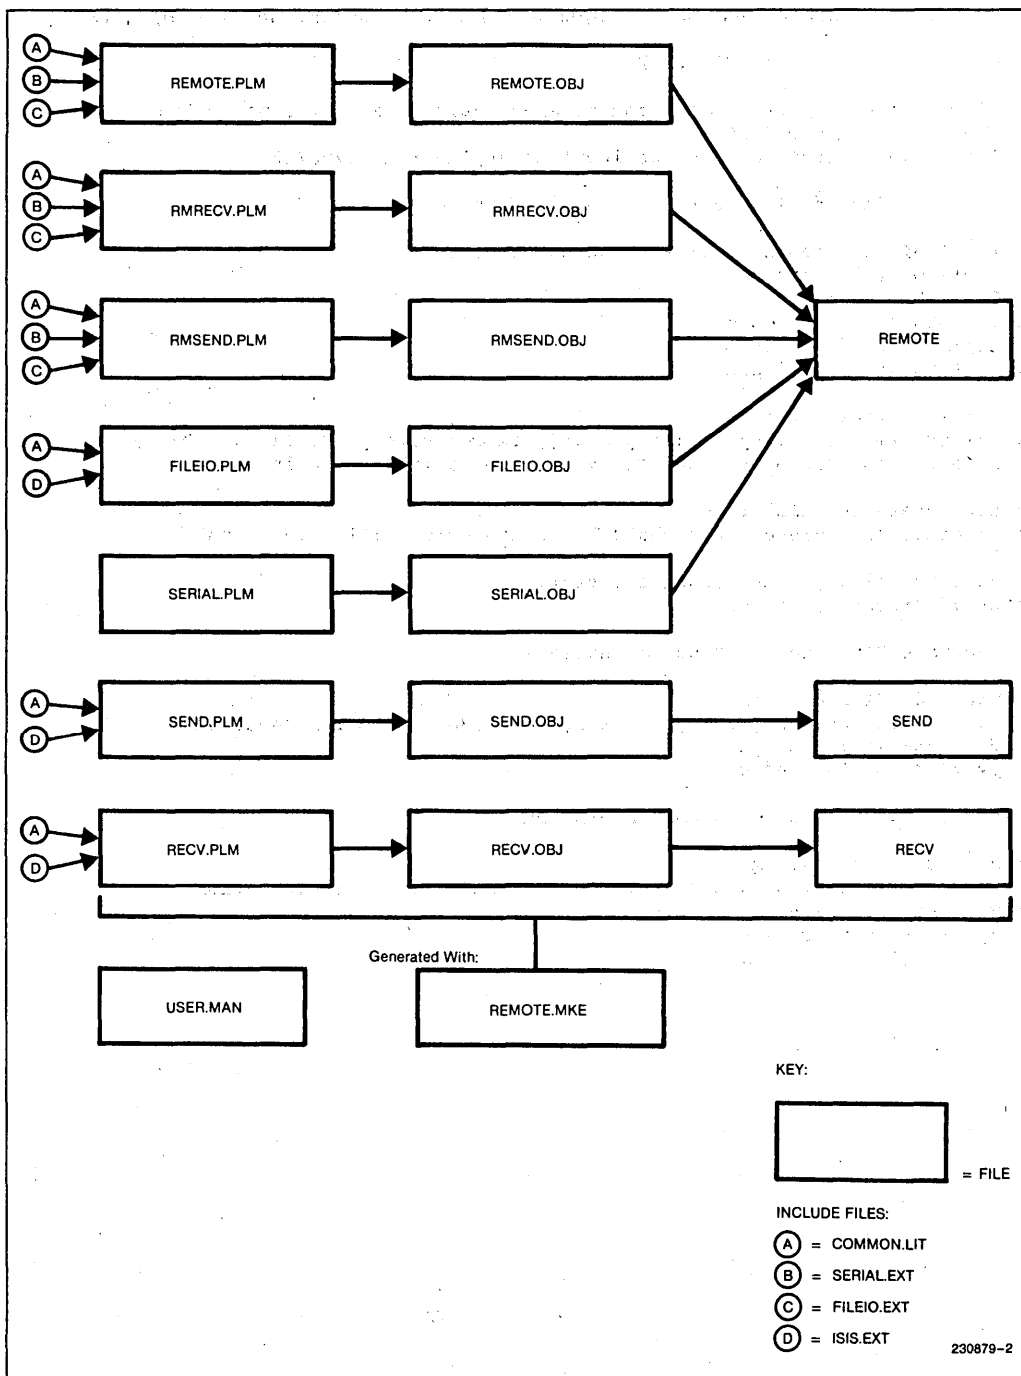 A
B
C
REMOTE.PLM
REMOTE.OBJ
A
B
C
RMRECV.PLM
RMRECV.OBJ
A
B
C
RMSEND.PLM
RMSEND.OBJ
REMOTE
A
D
FILEIO.PLM
FILEIO.OBJ
SERIAL.PLM
SERIAL.OBJ
A
D
SEND.PLM
SEND.OBJ
SEND
A
D
RECV.PLM
RECV.OBJ
RECV
Generated With:
USER.MAN
REMOTE.MKE
KEY:
= FILE
INCLUDE FILES:
A = COMMON.LIT
B = SERIAL.EXT
C = FILEIO.EXT
D = ISIS.EXT
230879-2